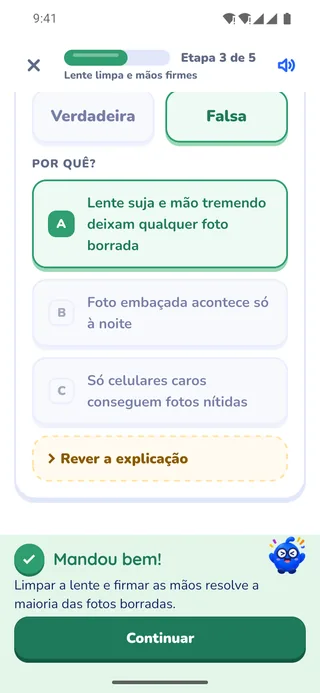 9:41
Etapa 3 de 5
Lente limpa e mãos firmes
Verdadeira
Falsa
POR QUÊ?
A
Lente suja e mão tremendo
deixam qualquer foto
borrada
B
Foto embaçada acontece só
à noite
C
Só celulares caros
conseguem fotos nítidas
Rever a explicação
Mandou bem!
Limpar a lente e firmar as mãos resolve a
maioria das fotos borradas.
Continuar